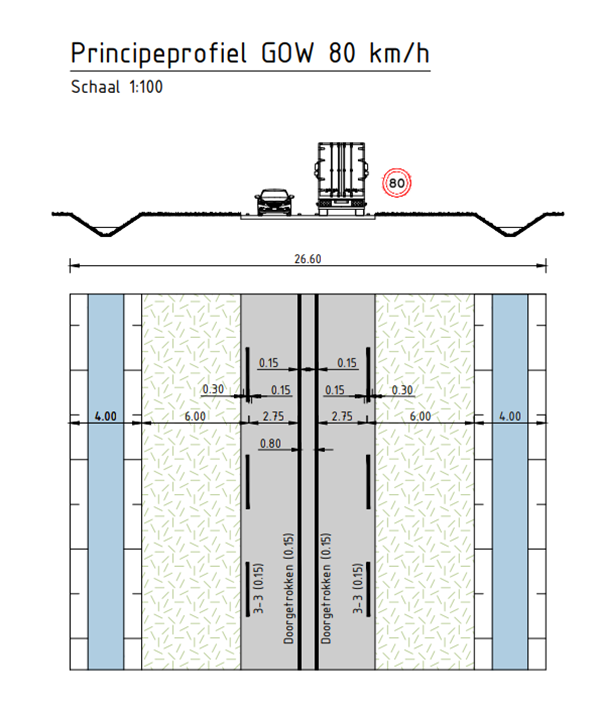 Principeprofiel GOW 80 km/h
Schaal 1:100
80
26.60
0.15 0.15
0.30 0.15 0.15 0.30
4.00 6.00 2.75 2.75 6.00 4.00
0.80
3-3 (0.15)
Doorgetrokken (0.15)
Doorgetrokken (0.15)
3-3 (0.15)